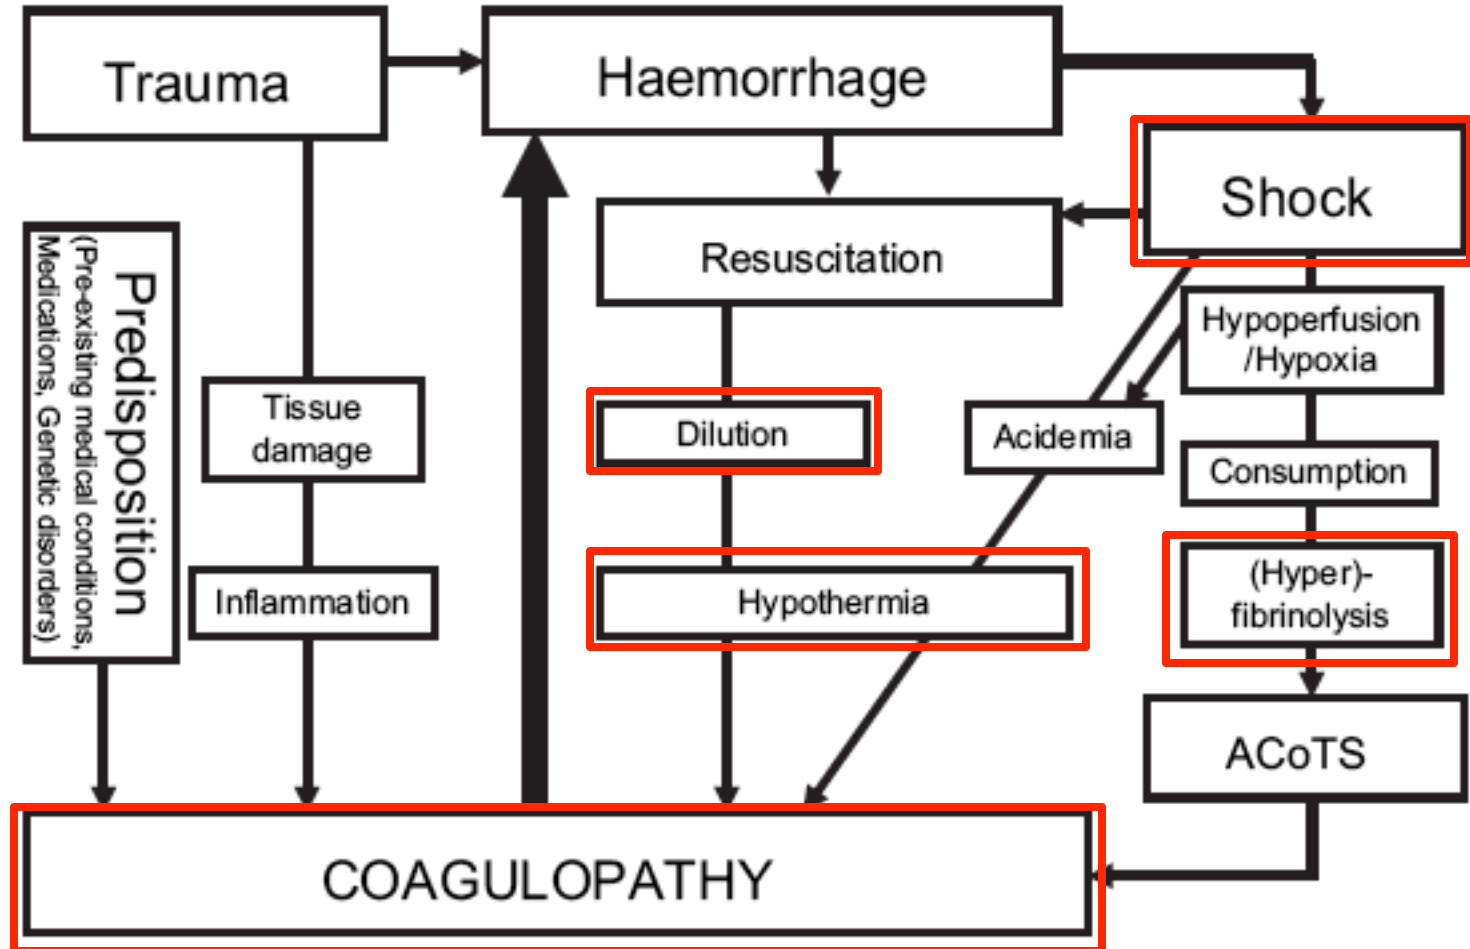 Trauma
Haemorrhage
Shock
Resuscitation
Predisposition
(Pre-existing medical conditions,
Medications, Genetic disorders)
Hypoperfusion
/Hypoxia
Tissue
damage
Dilution
Acidemia
Consumption
Inflammation
Hypothermia
(Hyper)-
fibrinolysis
ACoTS
COAGULOPATHY